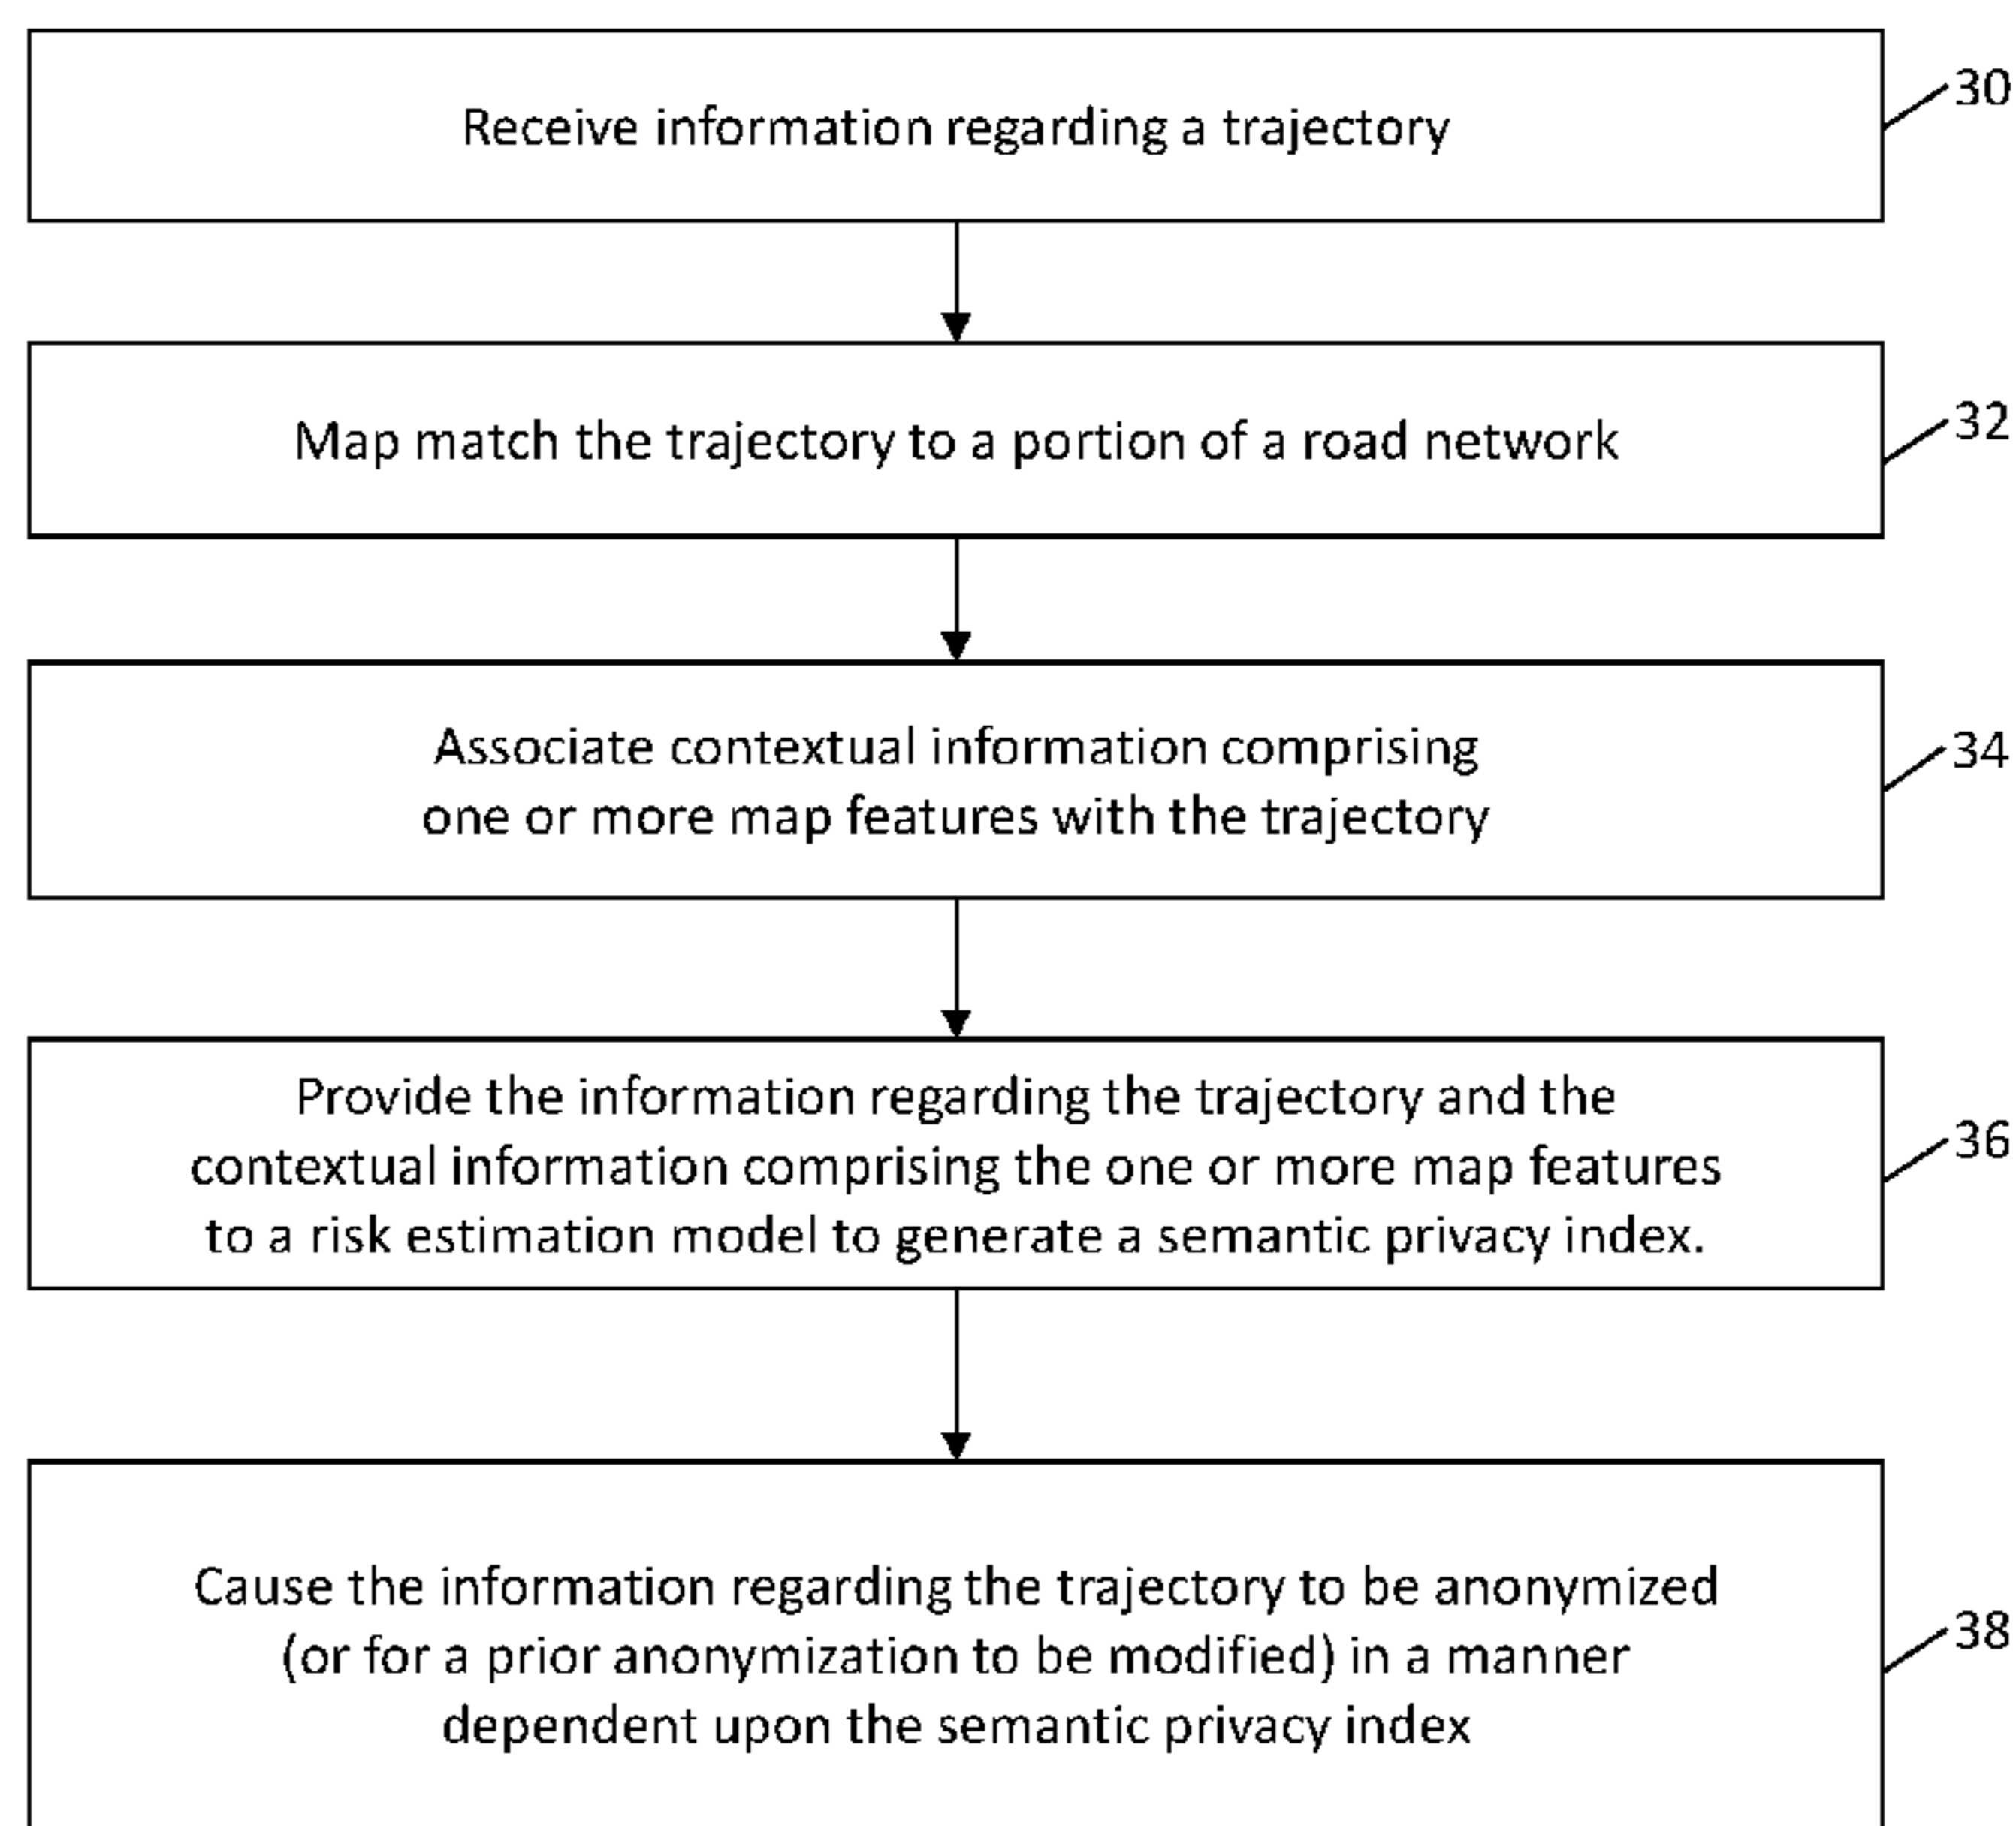 Receive information regarding a trajectory
30
Map match the trajectory to a portion of a road network
32
Associate contextual information comprising
one or more map features with the trajectory
34
Provide the information regarding the trajectory and the
contextual information comprising the one or more map features
to a risk estimation model to generate a semantic privacy index.
36
Cause the information regarding the trajectory to be anonymized
(or for a prior anonymization to be modified) in a manner
dependent upon the semantic privacy index
38